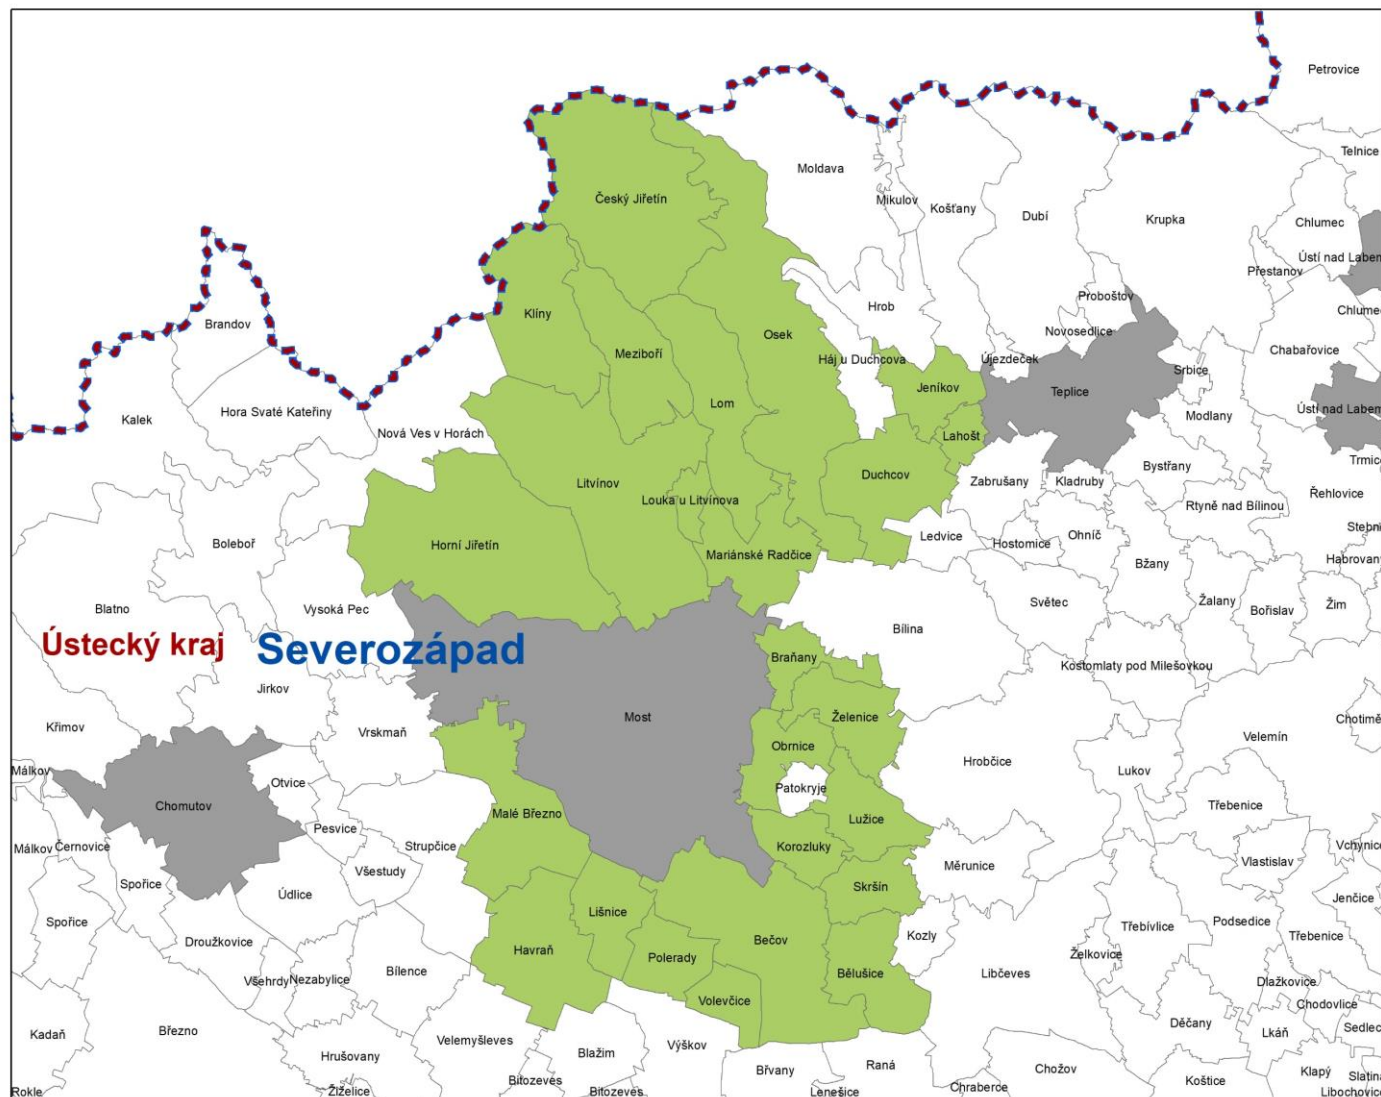 Petrovice
Telnice
Moldava
Mikulov
Košťany
Dubí
Krupka
Chlumec
Český Jiřetín
Ústí nad Labem
Přestanov
Proboštov
Chlumec
Brandov
Klíny
Hrob
Osek
Novosedlice
Meziboří
Háj u Duchcova
Újezdeček
Chabařovice
Srbice
Jeníkov
Teplice
Kalek
Hora Svaté Kateřiny
Lom
Ústí nad Labem
Modlany
Nová Ves v Horách
Lahošt
Trmice
Bystřany
Duchcov
Zabrušany
Kladruby
Litvínov
Louka u Litvínova
Řehlovice
Rtyně nad Bílinou
Stebn
Ledvice
Ohníč
Boleboř
Horní Jiřetín
Mariánské Radčice
Hostomice
Habrovany
Bžany
Blatno
Vysoká Pec
Světec
Žalany
Bořislav
Žim
Bílina
Ústecký kraj
Severozápad
Braňany
Kostomlaty pod Milešovkou
Jirkov
Most
Želenice
Chotimě
Křimov
Vrskmaň
Velemín
Obrnice
Hrobčice
Málkov
Lukov
Otvice
Patokryje
Chomutov
Třebenice
Malé Březno
Lužice
Pesvice
Málkov
Černovice
Strupčice
Korozluky
Vchynice
Vlastislav
Měrunice
Všestudy
Spořice
Skršín
Údlice
Jenčice
Lišnice
Spořice
Podsedice
Třebívlice
Droužkovice
Bečov
Kozly
Třebenice
Havraň
Želkovice
Polerady
Bílence
Bělušice
Libčeves
Všehrdy
Nezabylice
Dlažkovice
Volevčice
Chodovlice
Děčany
Kadaň
Březno
Lkáň
Sedlec
Velemyšleves
Výškov
Blažim
Hrušovany
Raná
Chožov
Břvany
Klapý
Slatina
Bitozeves
Koštice
Chraberce
Rokle
Žiželice
Bitozeves
Lenešice
Libochovice